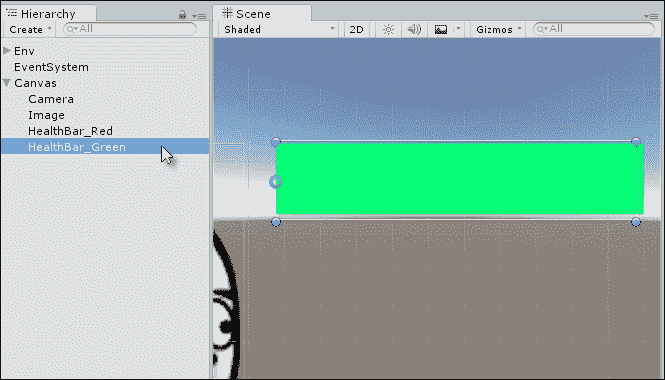 Hierarchy
Create All
Env
EventSystem
Canvas
Camera
Image
HealthBar_Red
HealthBar_Green
Scene
Shaded 2D Gizmos All